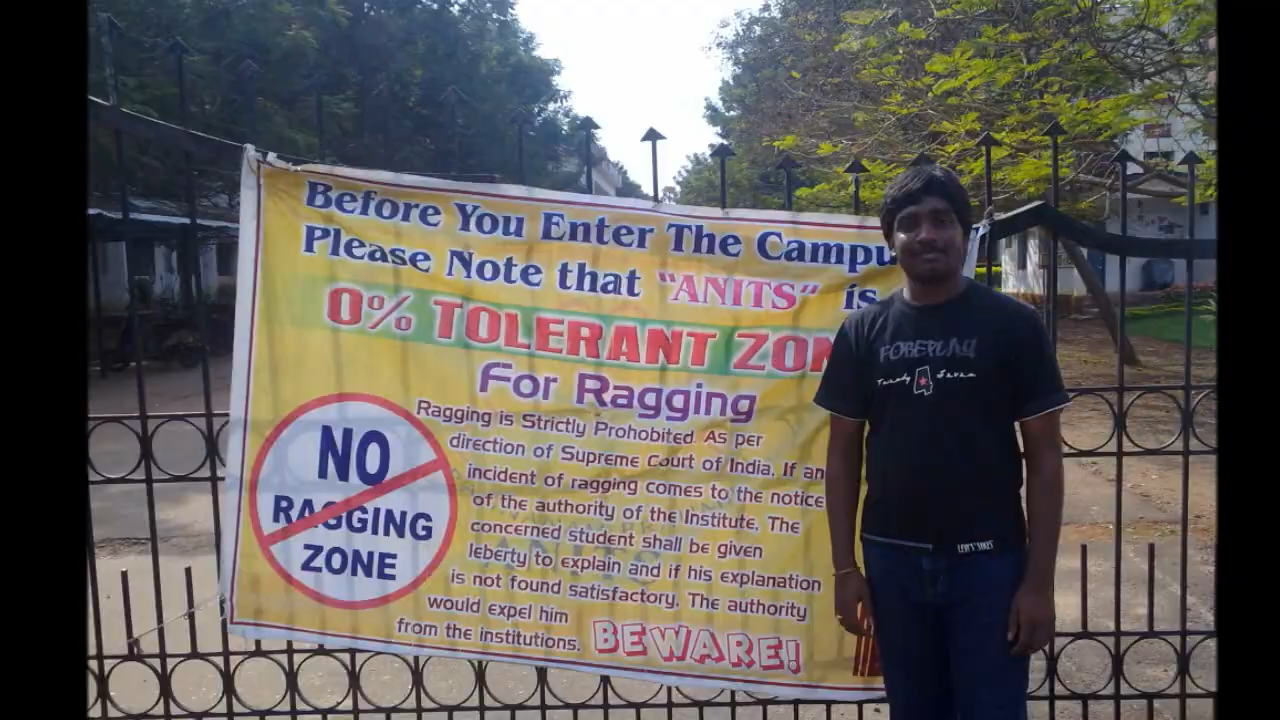 Before You Enter The Campu
Please Note that "ANITS" is
0% TOLERANT ZON
For Ragging
NO
RAGGING
ZONE
Ragging is Strictly Prohobited. As per
direction of Supreme Court of India. If an
incident of ragging comes to the notice
of the authority of the Institute, The
concerned student shall be given
leberty to explain and if his explanation
is not found satisfactory, The authority
would expel him
from the institutions.
BEWARE!
FOREPLAY
Twenty Seven